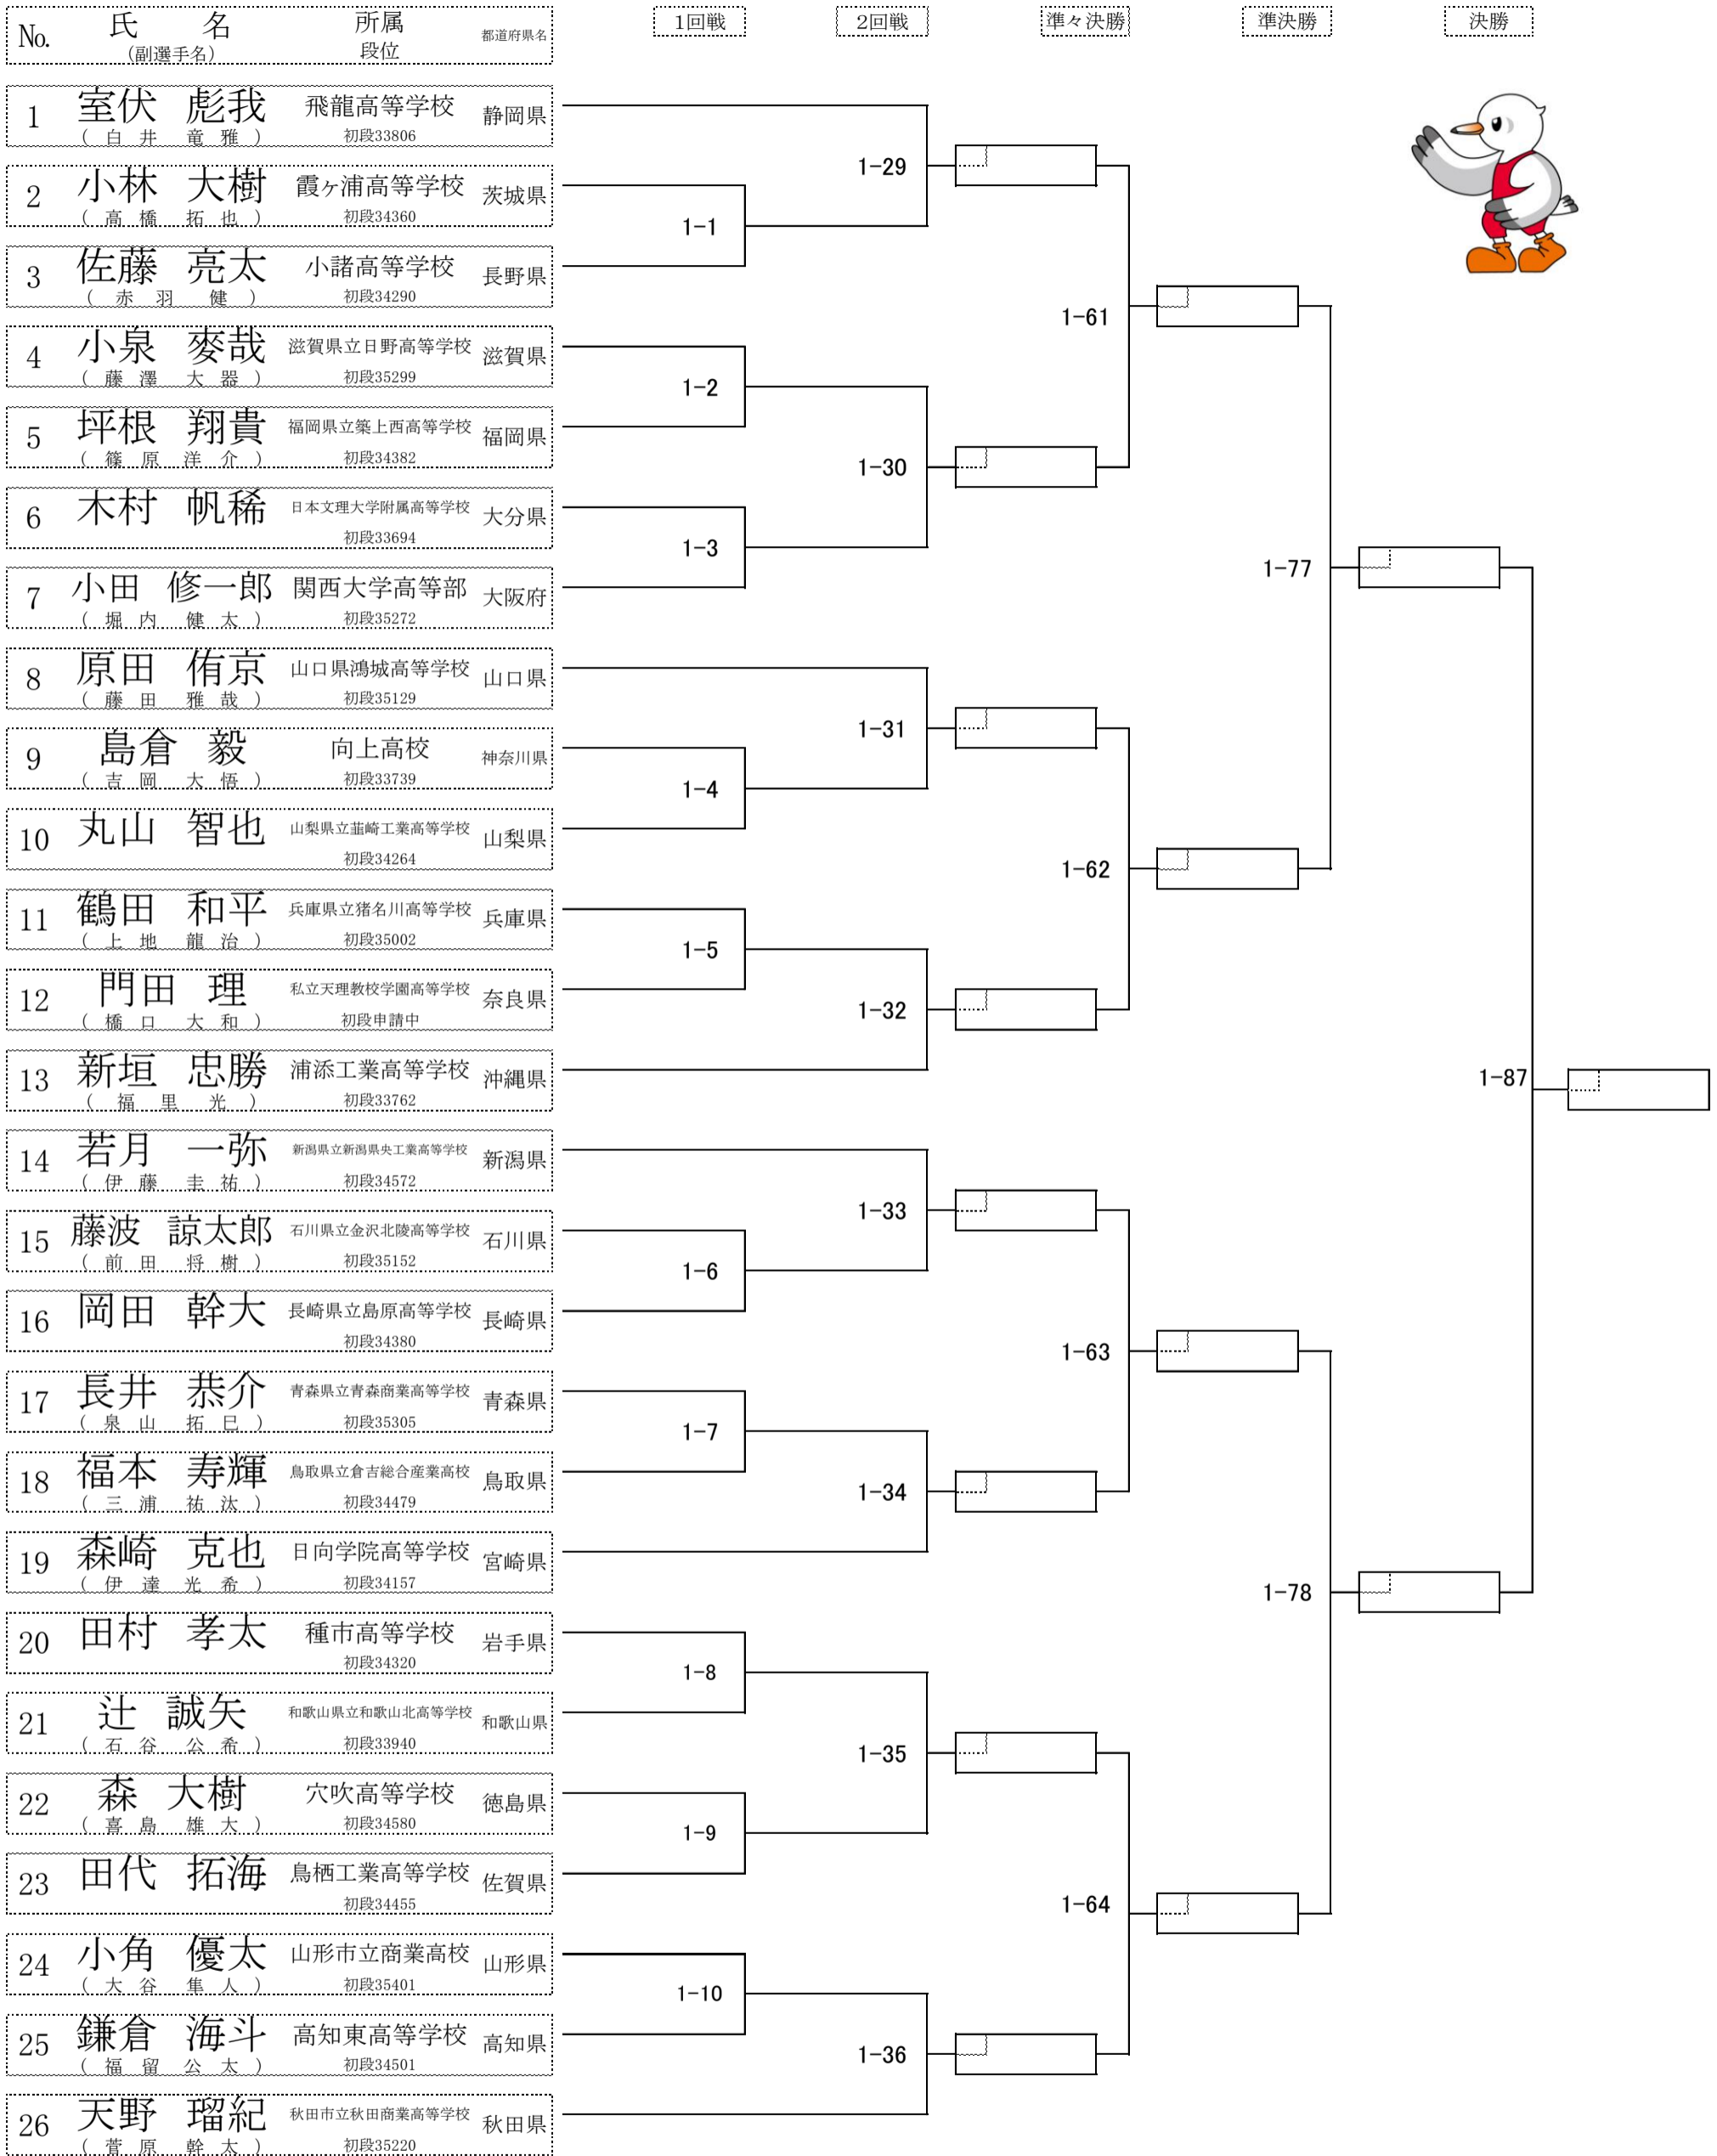 No. 氏 名 所属 都道府県名 1回戦 2回戦 準々決勝 準決勝 決勝
(副選手名) 段位
1 室伏 彪我 飛龍高等学校 静岡県
( 白 井 竜 雅 ) 初段33806
1-29
2 小林 大樹 霞ヶ浦高等学校 茨城県
( 高 橋 拓 也 ) 初段34360
1-1
3 佐藤 亮太 小諸高等学校 長野県
( 赤 羽 健 ) 初段34290
1-61
4 小泉 麥哉 滋賀県立日野高等学校 滋賀県
( 藤 澤 大 器 ) 初段35299
1-2
5 坪根 翔貴 福岡県立築上西高等学校 福岡県
( 篠 原 洋 介 ) 初段34382
1-30
6 木村 帆稀 日本文理大学附属高等学校 大分県
初段33694
1-3
1-77
7 小田 修一郎 関西大学高等部 大阪府
( 堀 内 健 太 ) 初段35272
8 原田 侑京 山口県鴻城高等学校 山口県
( 藤 田 雅 哉 ) 初段35129
1-31
9 島倉 毅 向上高校 神奈川県
( 吉 岡 大 悟 ) 初段33739
1-4
10 丸山 智也 山梨県立韮崎工業高等学校 山梨県
初段34264
1-62
11 鶴田 和平 兵庫県立猪名川高等学校 兵庫県
( 上 地 龍 治 ) 初段35002
1-5
12 門田 理 私立天理教校学園高等学校 奈良県
( 橋 口 大 和 ) 初段申請中
1-32
13 新垣 忠勝 浦添工業高等学校 沖縄県
( 福 里 光 ) 初段33762
1-87
14 若月 一弥 新潟県立新潟県央工業高等学校 新潟県
( 伊 藤 圭 祐 ) 初段34572
1-33
15 藤波 諒太郎 石川県立金沢北陵高等学校 石川県
( 前 田 将 樹 ) 初段35152
1-6
16 岡田 幹大 長崎県立島原高等学校 長崎県
初段34380
1-63
17 長井 恭介 青森県立青森商業高等学校 青森県
( 泉 山 拓 巳 ) 初段35305
1-7
18 福本 寿輝 鳥取県立倉吉総合産業高校 鳥取県
( 三 浦 祐 汰 ) 初段34479
1-34
19 森崎 克也 日向学院高等学校 宮崎県
( 伊 達 光 希 ) 初段34157
1-78
20 田村 孝太 種市高等学校 岩手県
初段34320
1-8
21 辻 誠矢 和歌山県立和歌山北高等学校 和歌山県
( 石 谷 公 希 ) 初段33940
1-35
22 森 大樹 穴吹高等学校 徳島県
( 喜 島 雄 大 ) 初段34580
1-9
23 田代 拓海 鳥栖工業高等学校 佐賀県
初段34455
1-64
24 小角 優太 山形市立商業高校 山形県
( 大 谷 隼 人 ) 初段35401
1-10
25 鎌倉 海斗 高知東高等学校 高知県
( 福 留 公 太 ) 初段34501
1-36
26 天野 瑠紀 秋田市立秋田商業高等学校 秋田県
( 菅 原 幹 太 ) 初段35220